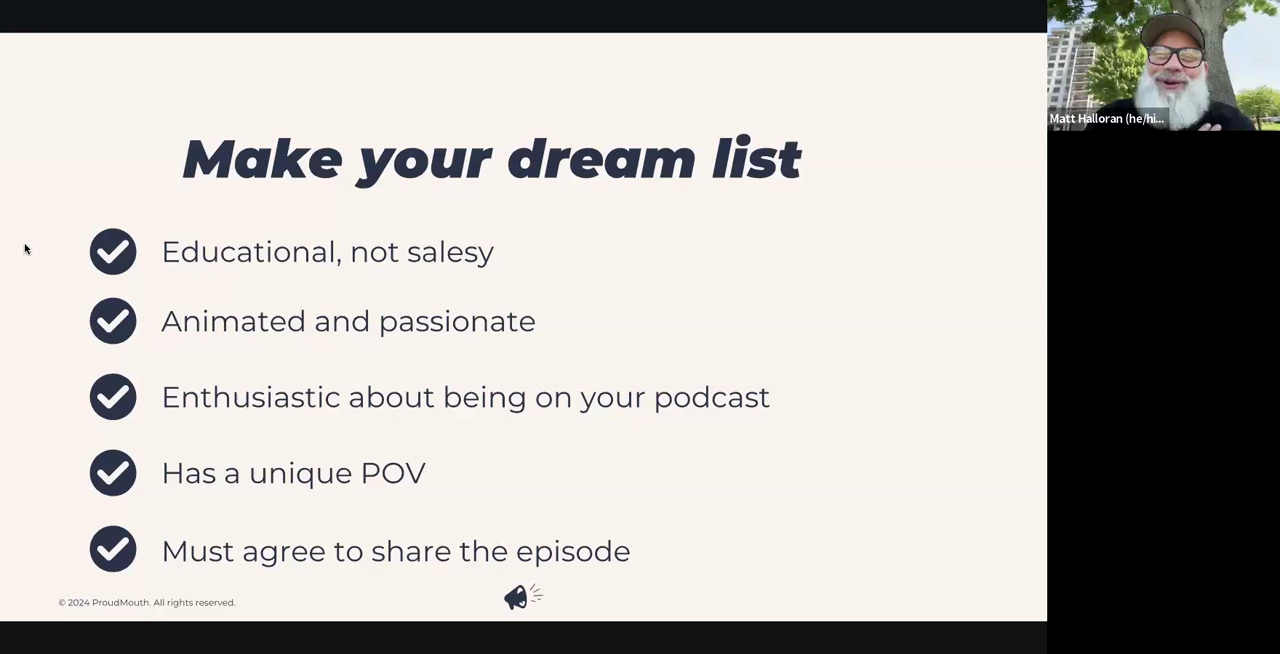 Make your dream list
Educational, not salesy
Animated and passionate
Enthusiastic about being on your podcast
Has a unique POV
Must agree to share the episode
© 2024 ProudMouth. All rights reserved.
Matt Halloran (he/hi...